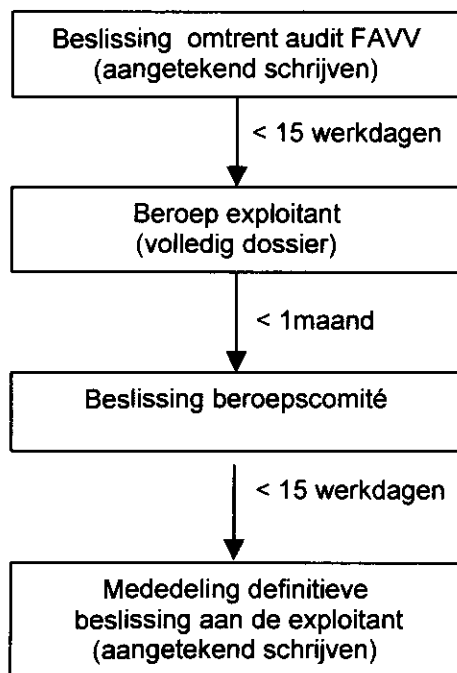 Beslissing omtrent audit FAVV
(aangetekend schrijven)
< 15 werkdagen
Beroep exploitant
(volledig dossier)
< 1maand
Beslissing beroepscomité
< 15 werkdagen
Mededeling definitieve
beslissing aan de exploitant
(aangetekend schrijven)